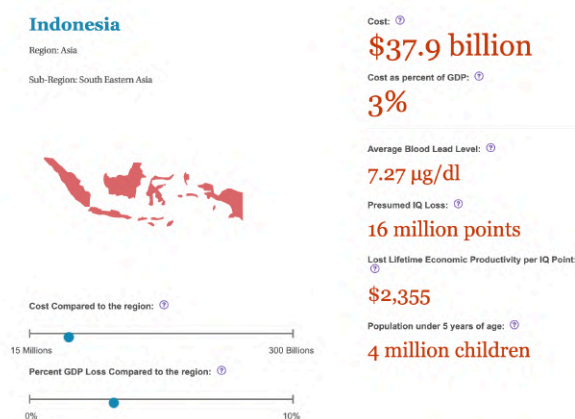 Indonesia
Region: Asia
Sub-Region: South Eastern Asia
Cost Compared to the region: ?
15 Millions 300 Billions
Percent GDP Loss Compared to the region: ?
0% 10%
Cost: ?
$37.9 billion
Cost as percent of GDP: ?
3%
Average Blood Lead Level: ?
7.27 µg/dl
Presumed IQ Loss: ?
16 million points
Lost Lifetime Economic Productivity per IQ Point:
?
$2,355
Population under 5 years of age: ?
4 million children